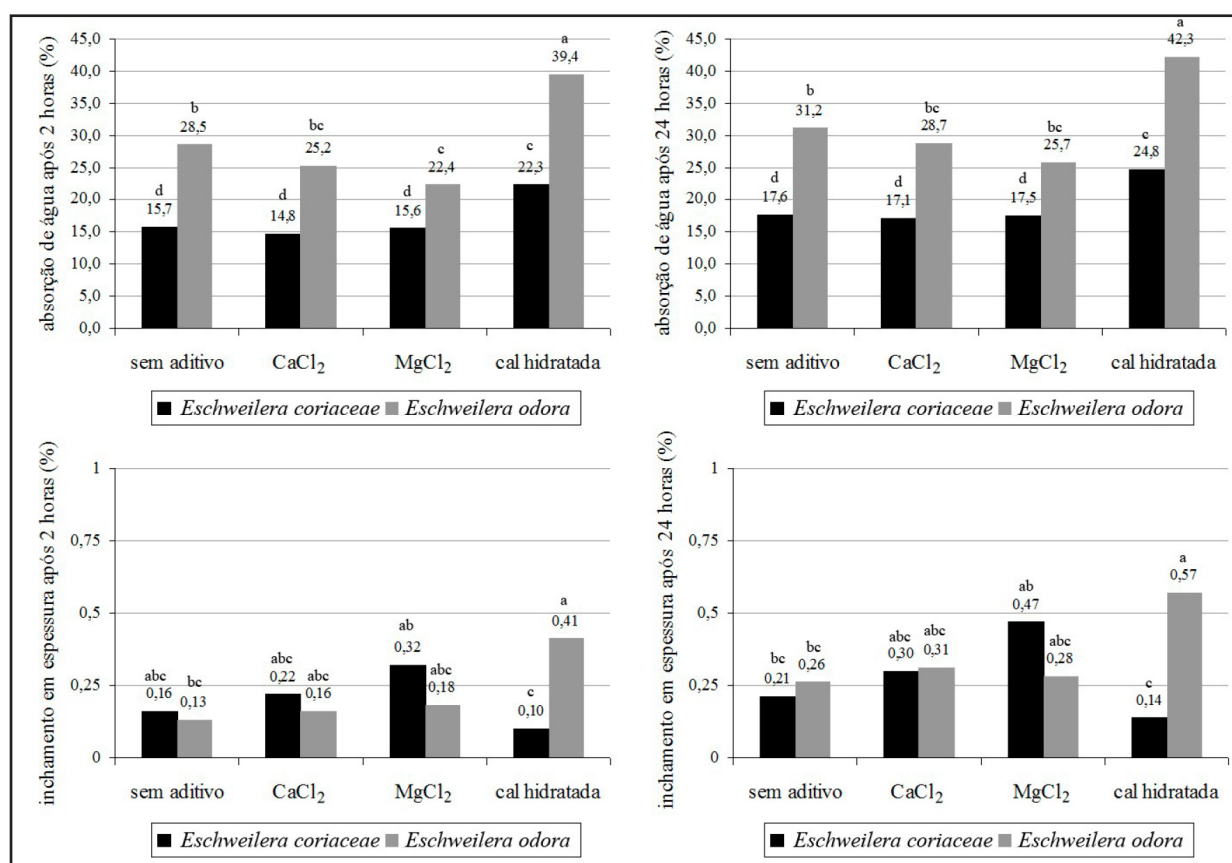 absorção de água após 2 horas (%)
45,0
40,0
35,0
30,0
25,0
20,0
15,0
10,0
5,0
0,0
d
15,7
b
28,5
d
14,8
bc
25,2
d
15,6
c
22,4
c
22,3
a
39,4
sem aditivo CaCl₂ MgCl₂ cal hidratada
Eschweilera coriaceae Eschweilera odora
absorção de água após 24 horas (%)
45,0
40,0
35,0
30,0
25,0
20,0
15,0
10,0
5,0
0,0
d
17,6
b
31,2
d
17,1
bc
28,7
d
17,5
bc
25,7
c
24,8
a
42,3
sem aditivo CaCl₂ MgCl₂ cal hidratada
Eschweilera coriaceae Eschweilera odora
inchamento em espessura após 2 horas (%)
1
0,75
0,5
0,25
0
abc
0,16
bc
0,13
abc
0,22
abc
0,16
ab
0,32
abc
0,18
c
0,10
a
0,41
sem aditivo CaCl₂ MgCl₂ cal hidratada
Eschweilera coriaceae Eschweilera odora
inchamento em espessura após 24 horas (%)
1
0,75
0,5
0,25
0
bc
0,21
bc
0,26
abc
0,30
abc
0,31
ab
0,47
abc
0,28
c
0,14
a
0,57
sem aditivo CaCl₂ MgCl₂ cal hidratada
Eschweilera coriaceae Eschweilera odora